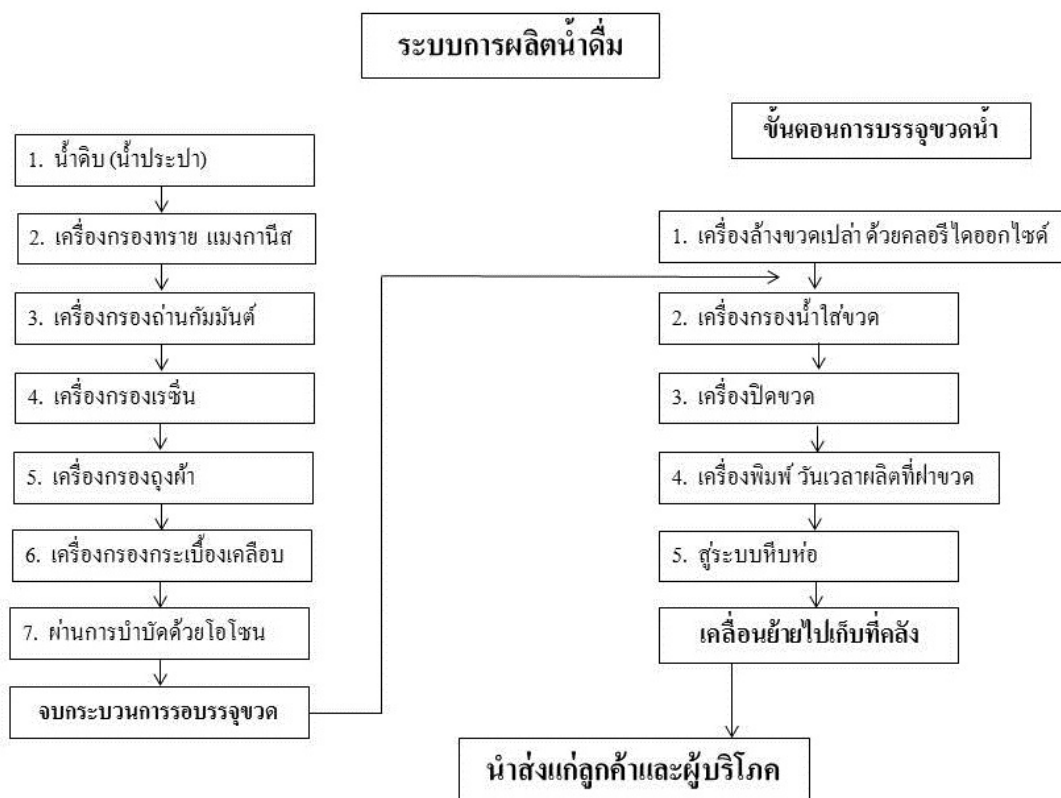 ระบบการผลิตน้ำดื่ม
1. น้ำดิบ (น้ำประปา)
2. เครื่องกรองทราย แมงกานีส
3. เครื่องกรองถ่านกัมมันต์
4. เครื่องกรองเรซิ่น
5. เครื่องกรองถุงผ้า
6. เครื่องกรองกระเบื้องเคลือบ
7. ผ่านการบำบัดด้วยโอโซน
จบกระบวนการรอบรรจุขวด
ขั้นตอนการบรรจุขวดน้ำ
1. เครื่องล้างขวดเปล่า ด้วยคลอรีไดออกไซด์
2. เครื่องกรองน้ำใส่ขวด
3. เครื่องปิดขวด
4. เครื่องพิมพ์ วันเวลาผลิตที่ฝาขวด
5. สู่ระบบหีบห่อ
เคลื่อนย้ายไปเก็บที่คลัง
นำส่งแก่ลูกค้าและผู้บริโภค